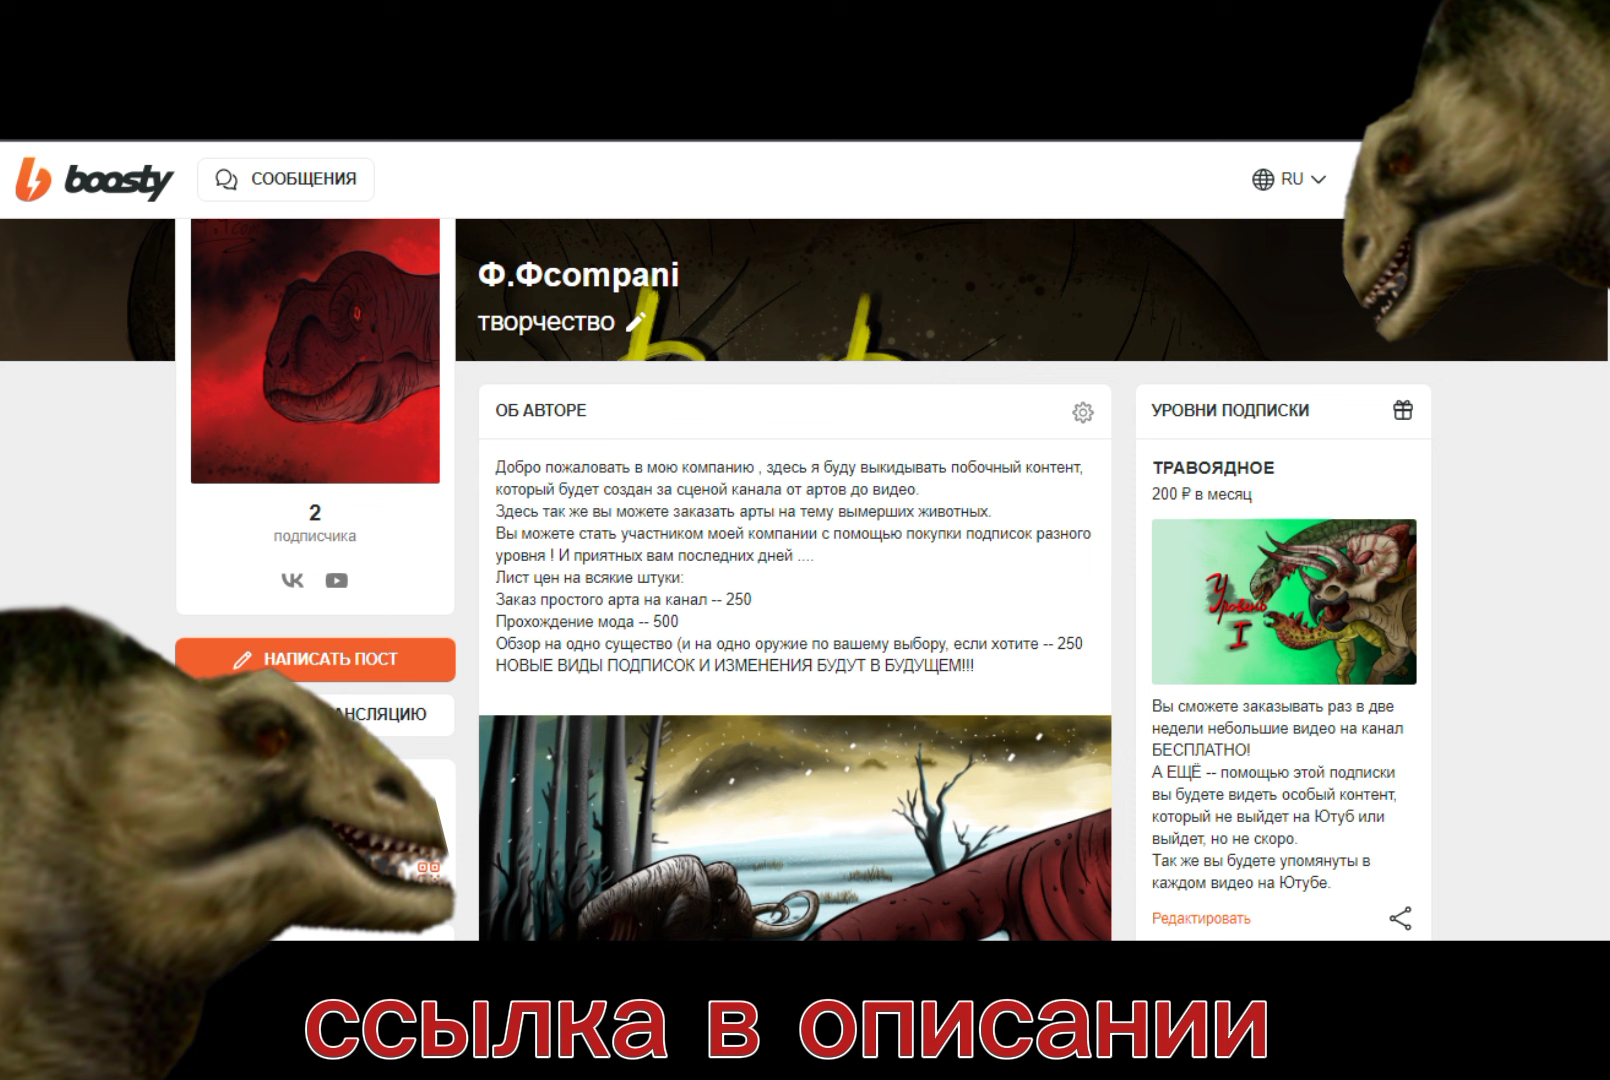 boosty
СООБЩЕНИЯ
RU
Ф.Фcompani
творчество
2
подписчика
НАПИСАТЬ ПОСТ
АНСЛЯЦИЮ
ОБ АВТОРЕ
Добро пожаловать в мою компанию , здесь я буду выкидывать побочный контент,
который будет создан за сценой канала от артов до видео.
Здесь так же вы можете заказать арты на тему вымерших животных.
Вы можете стать участником моей компании с помощью покупки подписок разного
уровня ! И приятных вам последних дней ....
Лист цен на всякие штуки:
Заказ простого арта на канал -- 250
Прохождение мода -- 500
Обзор на одно существо (и на одно оружие по вашему выбору, если хотите -- 250
НОВЫЕ ВИДЫ ПОДПИСОК И ИЗМЕНЕНИЯ БУДУТ В БУДУЩЕМ!!!
УРОВНИ ПОДПИСКИ
ТРАВОЯДНОЕ
200 ₽ в месяц
Уровень
I
Вы сможете заказывать раз в две
недели небольшие видео на канал
БЕСПЛАТНО!
А ЕЩЁ -- помощью этой подписки
вы будете видеть особый контент,
который не выйдет на Ютуб или
выйдет, но не скоро.
Так же вы будете упомянуты в
каждом видео на Ютубе.
Редактировать
ссылка в описании